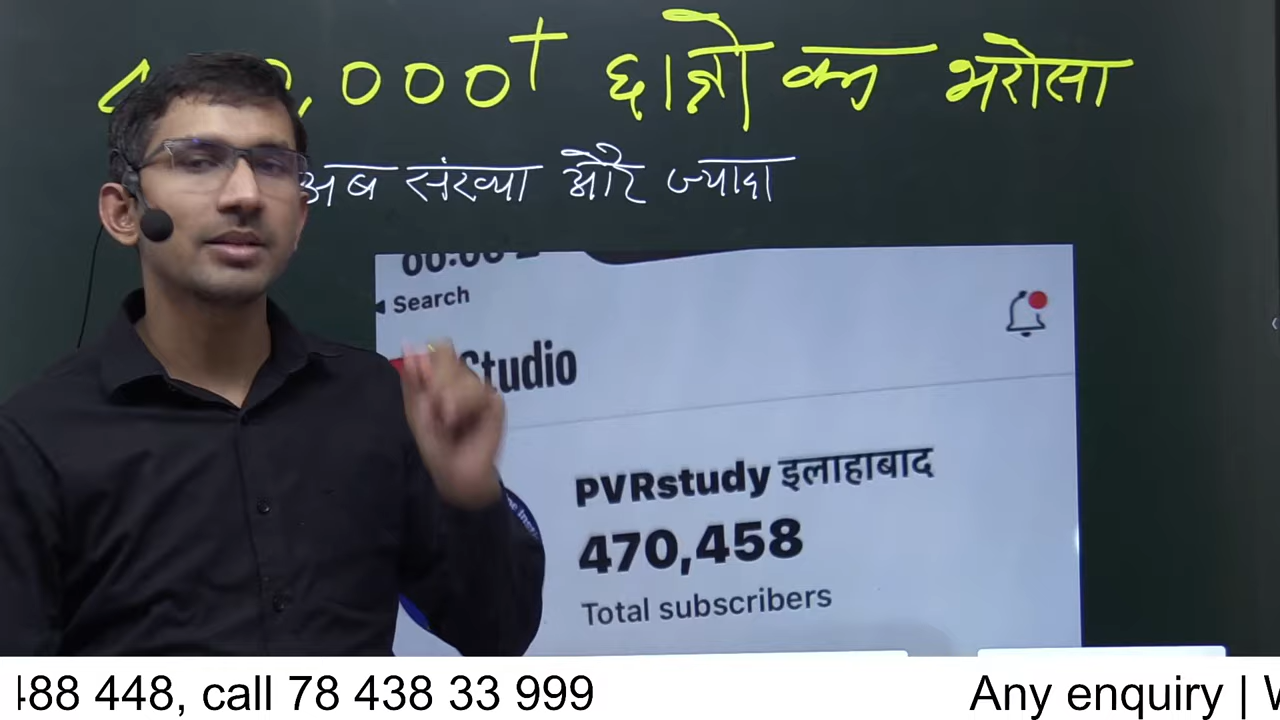 ,000+ छात्रो का भरोसा
अब संख्या और ज्यादा
Search
Studio
PVRstudy इलाहाबाद
470,458
Total subscribers
488 448, call 78 438 33 999
Any enquiry |